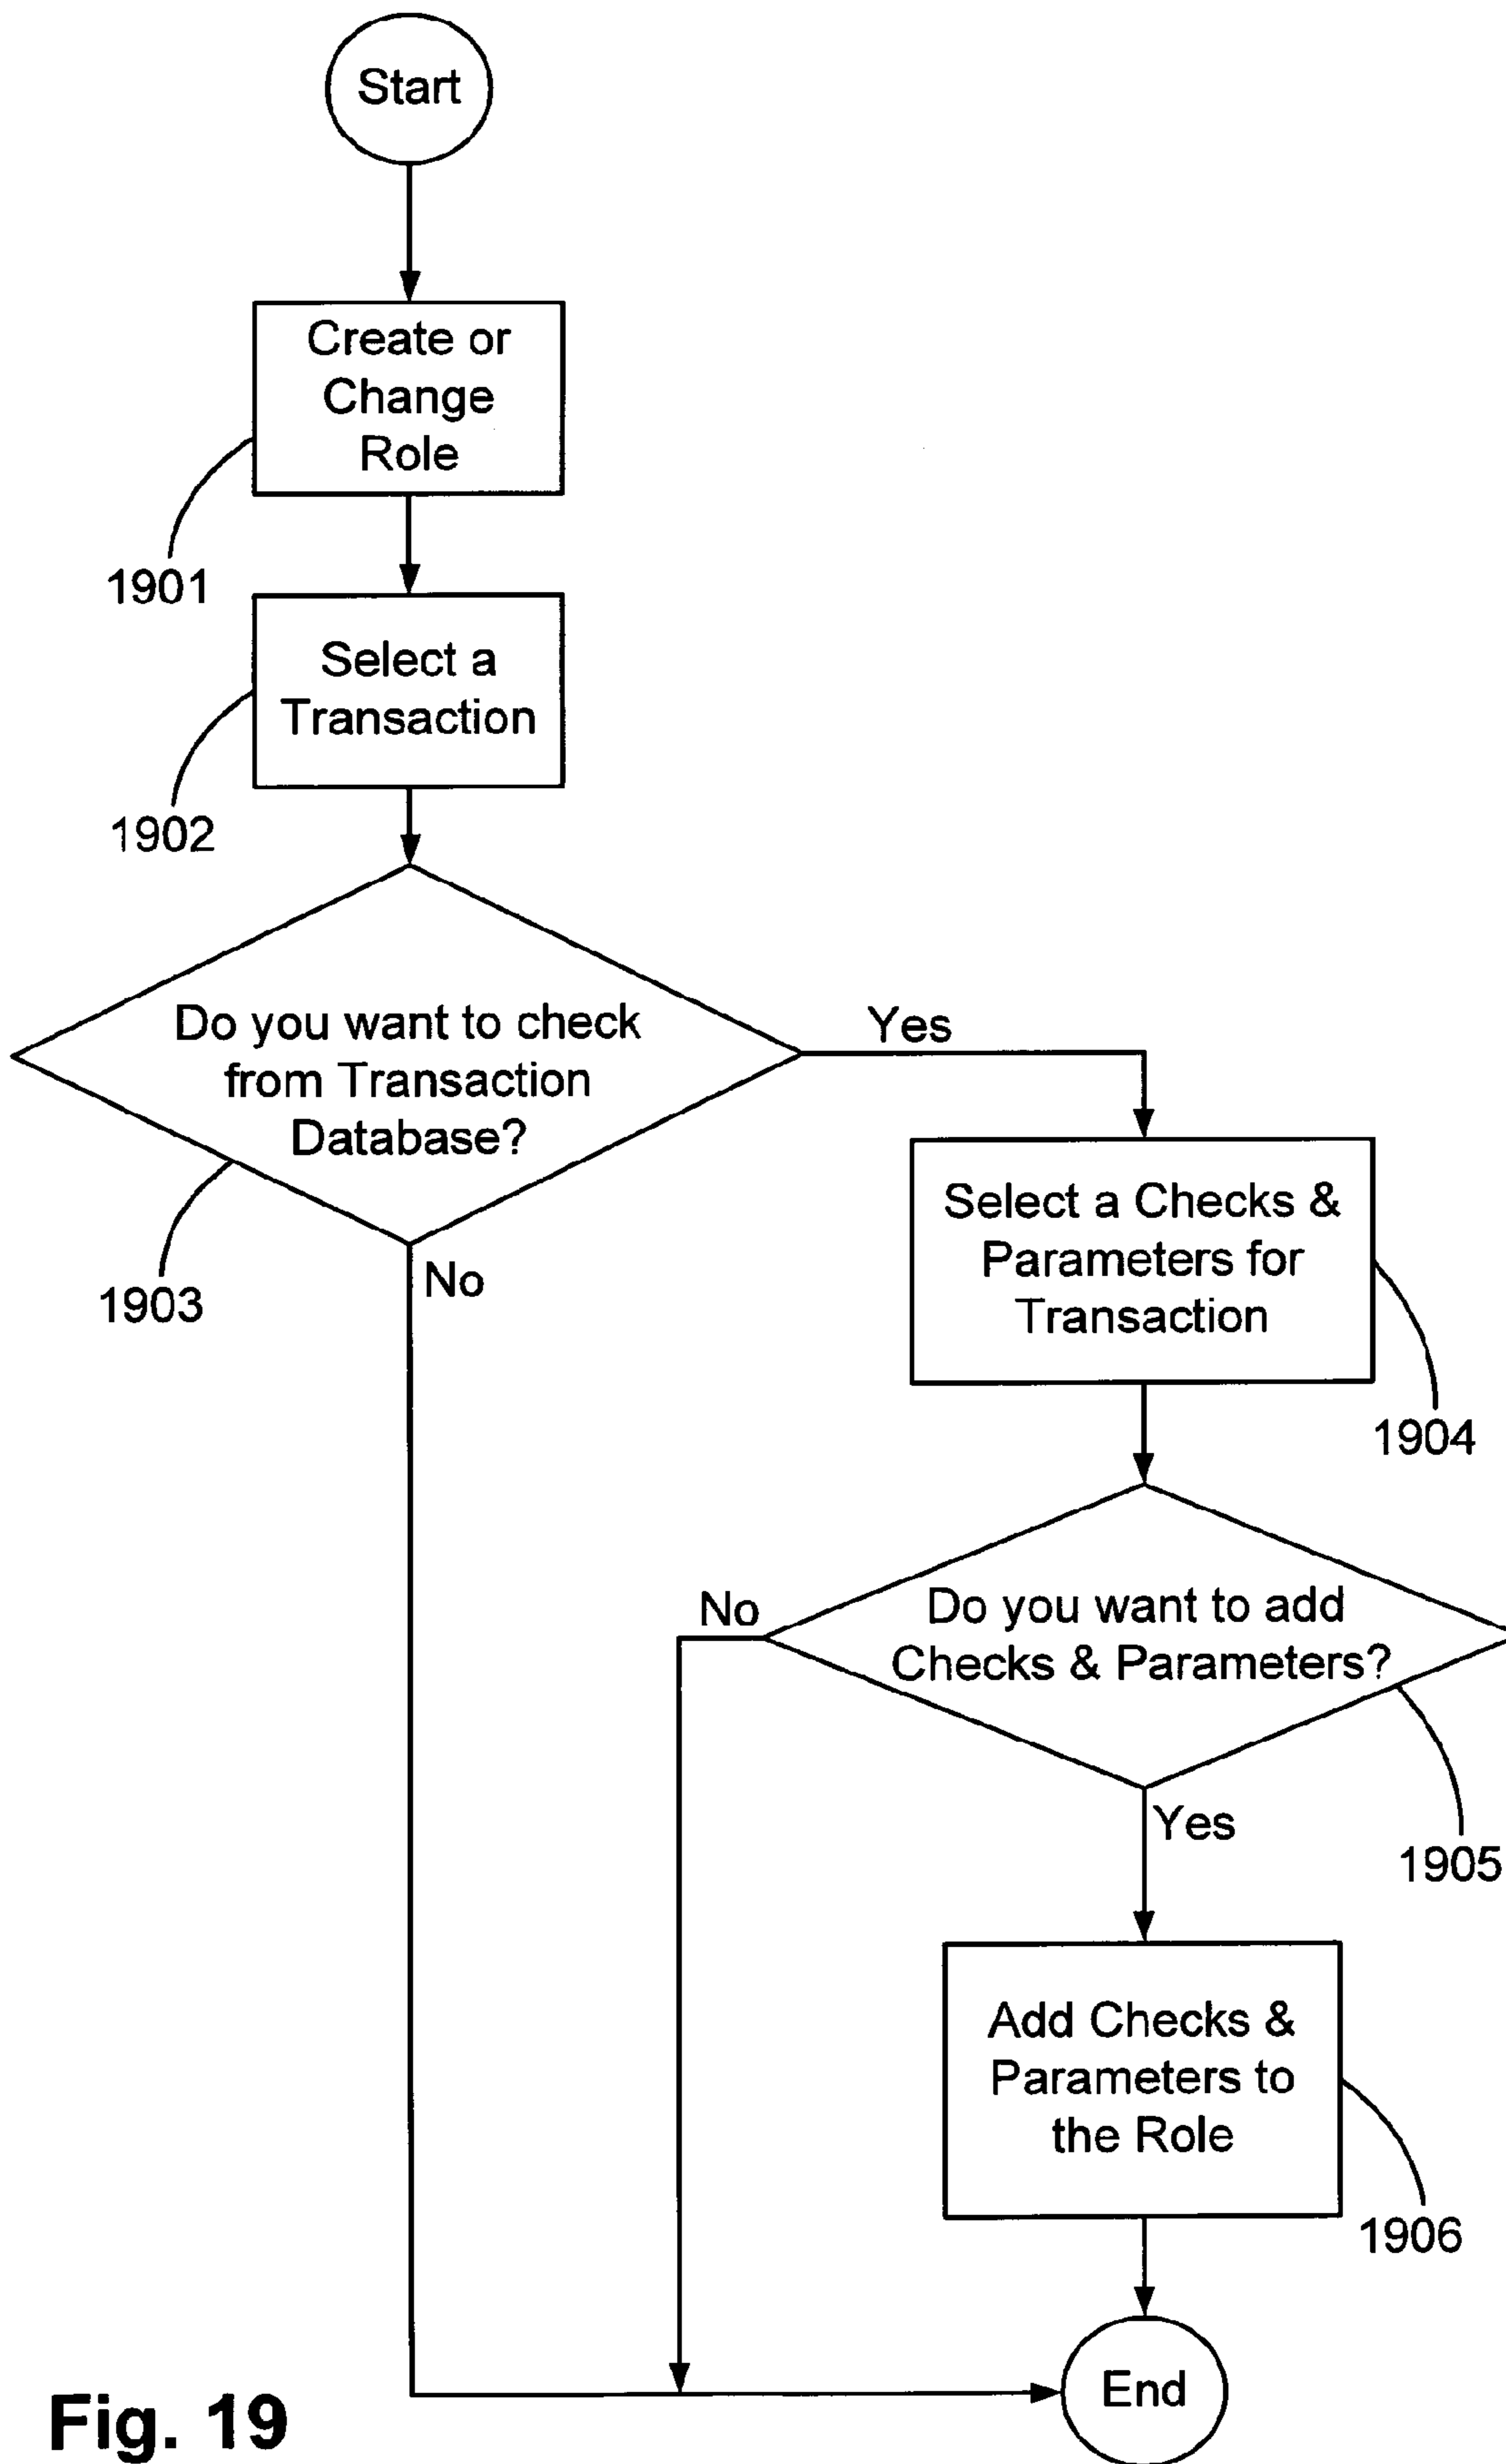 Start
Create or
Change
Role
1901
Select a
Transaction
1902
Do you want to check
from Transaction
Database?
1903
Yes
No
Select a Checks &
Parameters for
Transaction
1904
Do you want to add
Checks & Parameters?
No
Yes
1905
Add Checks &
Parameters to
the Role
1906
End
Fig. 19